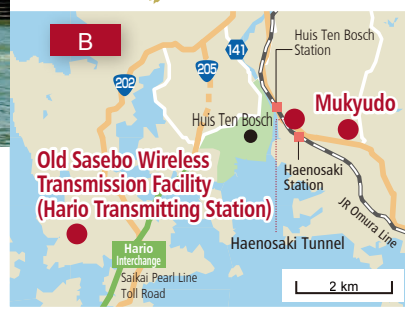 B
141
205
202
Huis Ten Bosch
Station
Mukyudo
Huis Ten Bosch
Old Sasebo Wireless
Transmission Facility
(Hario Transmitting Station)
Haenosaki
Station
JR Omura Line
Haenosaki Tunnel
Hario
Interchange
Saikai Pearl Line
Toll Road
2 km